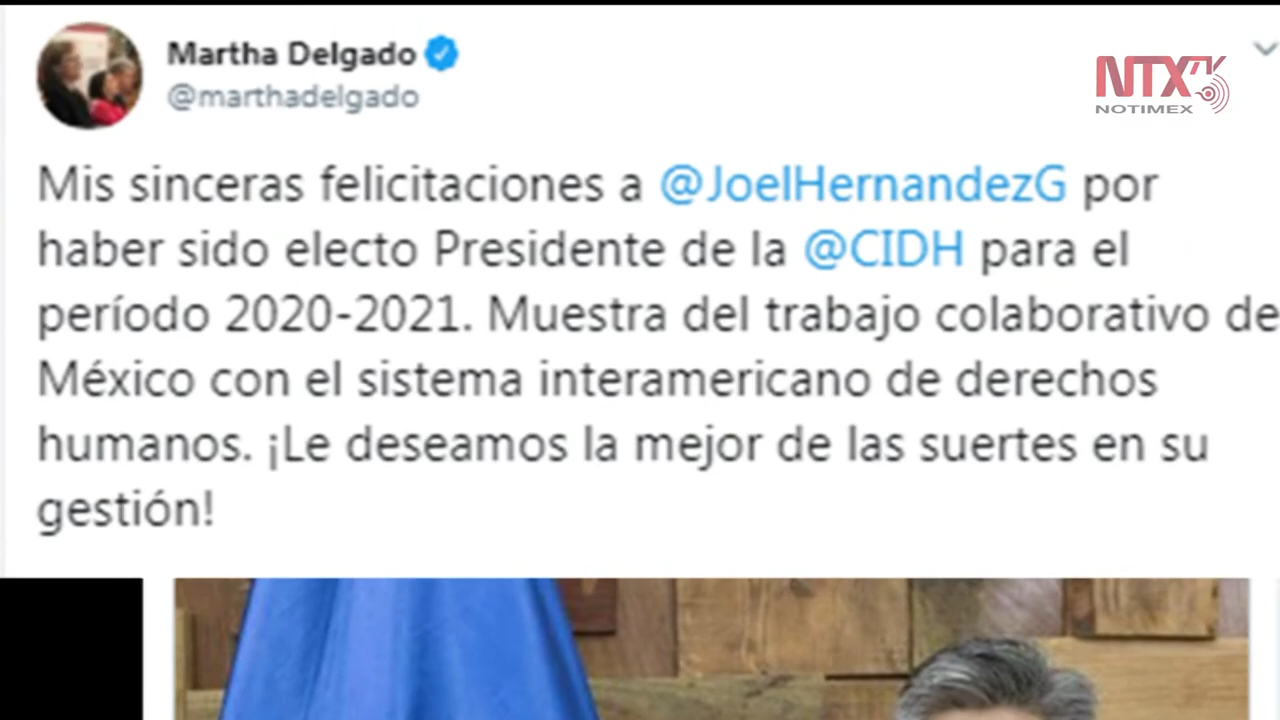 Martha Delgado
@marthadelgado
NTX
NOTIMEX
Mis sinceras felicitaciones a @JoelHernandezG por
haber sido electo Presidente de la @CIDH para el
período 2020-2021. Muestra del trabajo colaborativo de
México con el sistema interamericano de derechos
humanos. ¡Le deseamos la mejor de las suertes en su
gestión!